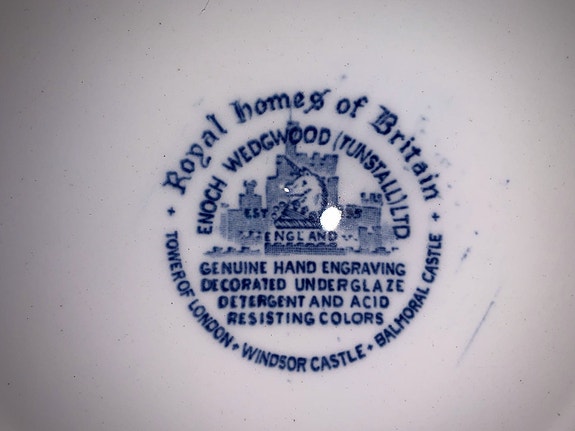 Royal homes of Britain
ENOCH WEDGWOOD (TUNSTALL) LTD
EST
ENGLAND
GENUINE HAND ENGRAVING
DECORATED UNDERGLAZE
DETERGENT AND ACID
RESISTING COLORS
TOWER OF LONDON + WINDSOR CASTLE + BALMORAL CASTLE